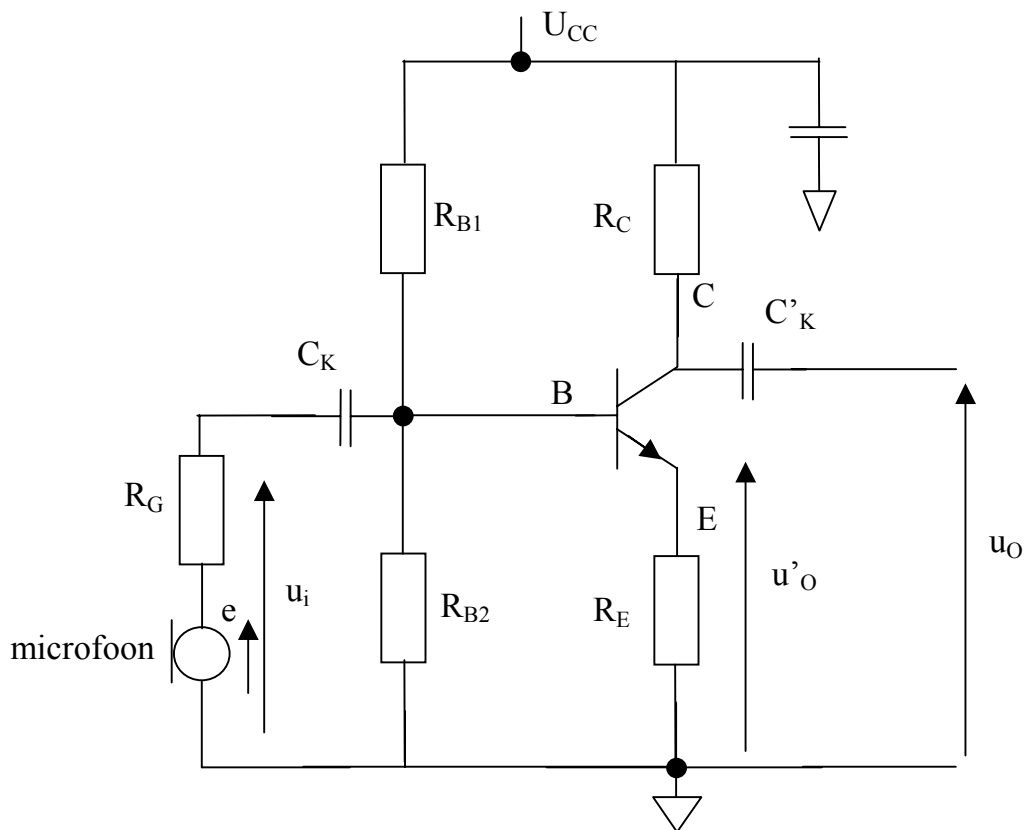 U_CC
R_B1
R_C
C
C’_K
C_K
B
R_G
E
u_O
u’_O
e
u_i
R_B2
R_E
microfoon